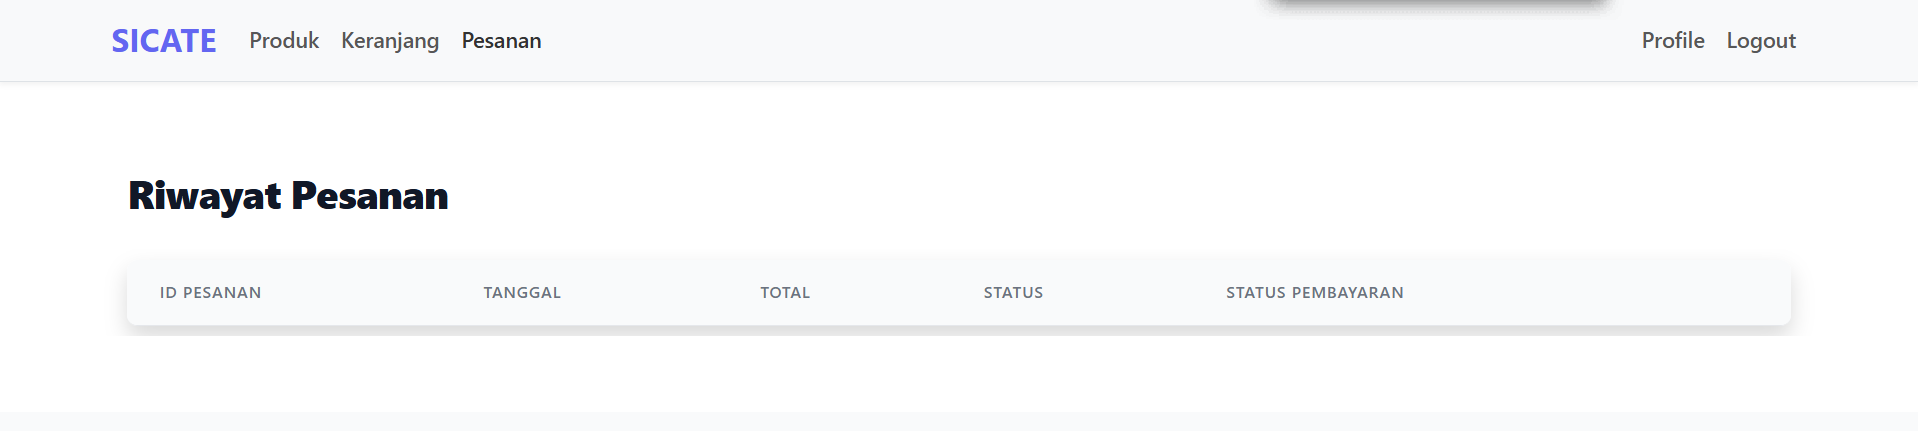 SICATE Produk Keranjang Pesanan Profile Logout
Riwayat Pesanan
ID PESANAN TANGGAL TOTAL STATUS STATUS PEMBAYARAN